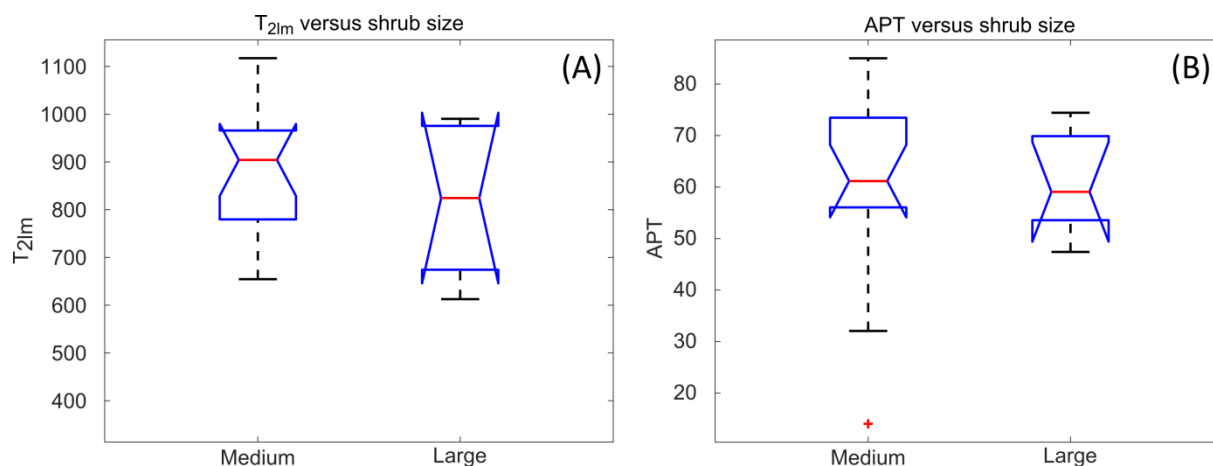 T2lm versus shrub size
(A)
1100
1000
900
800
700
600
500
400
T2lm
Medium Large
APT versus shrub size
(B)
80
70
60
50
40
30
20
APT
Medium Large